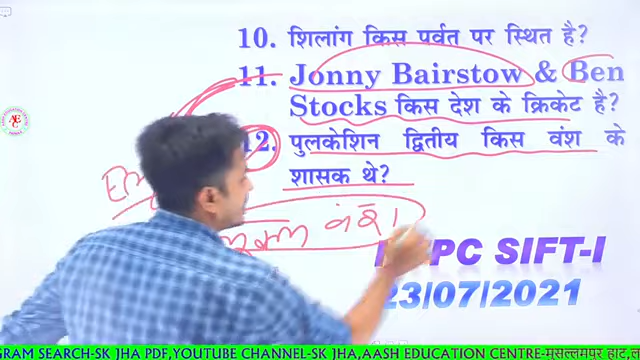 10. शिलांग किस पर्वत पर स्थित है?
11. Jonny Bairstow & Ben
Stocks किस देश के क्रिकेट है?
12. पुलकेशिन द्वितीय किस वंश के
शासक थे?
वंश।
PC SIFT-I
23/07/2021
GRAM SEARCH-SK JHA PDF,YOUTUBE CHANNEL-SK JHA,AASH EDUCATION CENTRE-मसल्लमपुर हाट,